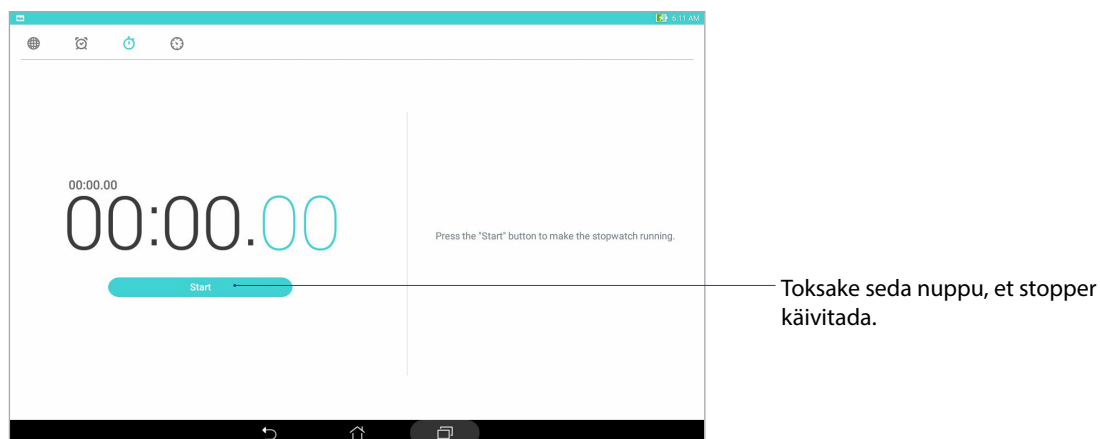 6:11 AM
00:00.00
00:00.00
Press the "Start" button to make the stopwatch running.
Start
Toksake seda nuppu, et stopper
käivitada.